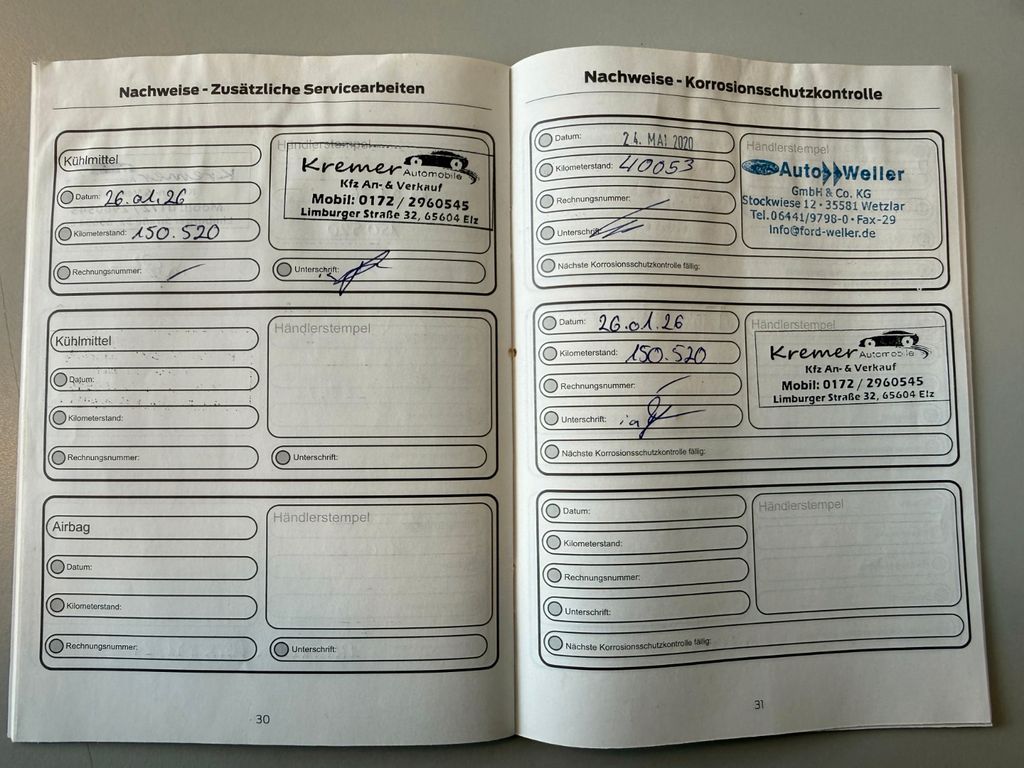 Nachweise - Zusätzliche Servicearbeiten
Kühlmittel
Datum: 26.01.26
Kilometerstand: 150.520
Rechnungsnummer:
Händlerstempel
Kremer
Automobile
Kfz An- & Verkauf
Mobil: 0172 / 2960545
Limburger Straße 32, 65604 Elz
Unterschrift:
Kühlmittel
Datum:
Kilometerstand:
Rechnungsnummer:
Händlerstempel
Unterschrift:
Airbag
Datum:
Kilometerstand:
Rechnungsnummer:
Händlerstempel
Unterschrift:
30
Nachweise - Korrosionsschutzkontrolle
Datum: 24. MAI 2020
Kilometerstand: 40053
Rechnungsnummer:
Unterschrift:
Nächste Korrosionsschutzkontrolle fällig:
Händlerstempel
Auto Weller
GmbH & Co. KG
Stockwiese 12 · 35581 Wetzlar
Tel. 06441/9798-0 · Fax-29
Info@ford-weller.de
Datum: 26.01.26
Kilometerstand: 150.520
Rechnungsnummer:
Unterschrift:
Nächste Korrosionsschutzkontrolle fällig:
Händlerstempel
Kremer
Automobile
Kfz An- & Verkauf
Mobil: 0172 / 2960545
Limburger Straße 32, 65604 Elz
Datum:
Kilometerstand:
Rechnungsnummer:
Unterschrift:
Nächste Korrosionsschutzkontrolle fällig:
Händlerstempel
31